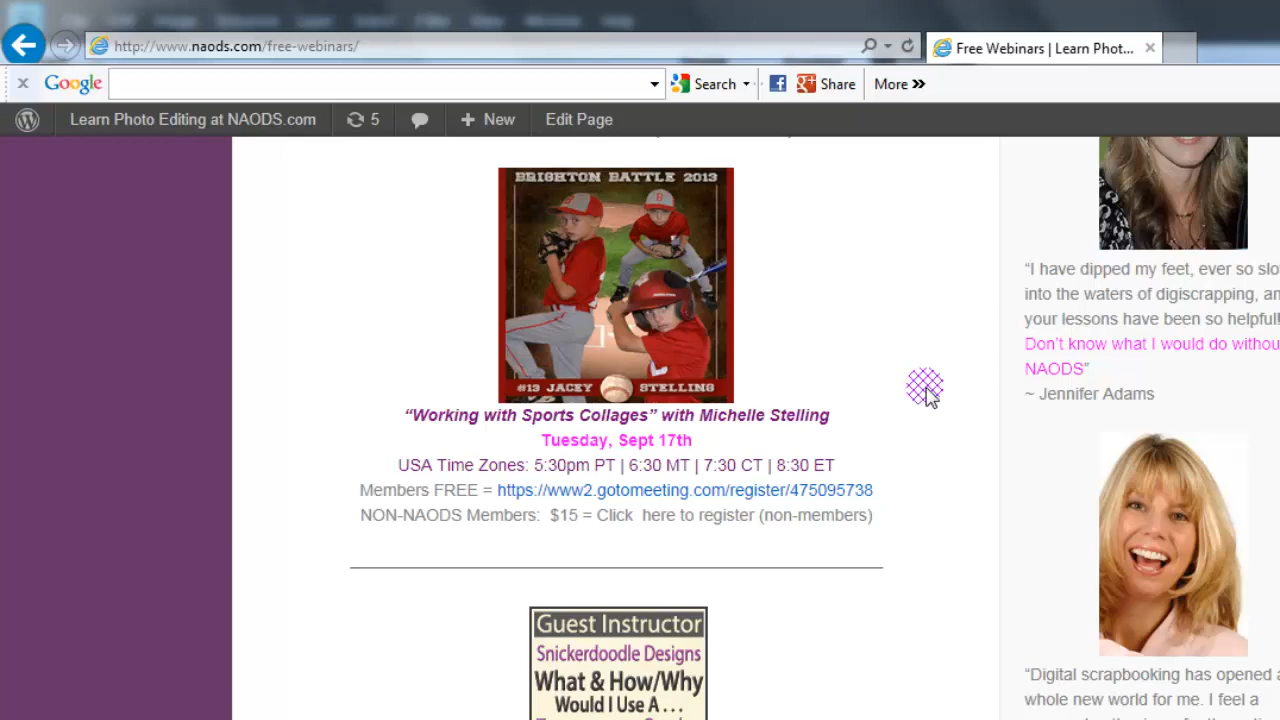 http://www.naods.com/free-webinars/
Free Webinars | Learn Phot...
Google
Search
Share
More
Learn Photo Editing at NAODS.com
5
New
Edit Page
BRIGHTON BATTLE 2013
#13 JACEY STELLING
“Working with Sports Collages” with Michelle Stelling
Tuesday, Sept 17th
USA Time Zones: 5:30pm PT | 6:30 MT | 7:30 CT | 8:30 ET
Members FREE = https://www2.gotomeeting.com/register/475095738
NON-NAODS Members: $15 = Click here to register (non-members)
Guest Instructor
Snickerdoodle Designs
What & How/Why
Would I Use A . . .
“I have dipped my feet, ever so slo
into the waters of digiscrapping, an
your lessons have been so helpful!
Don’t know what I would do withou
NAODS”
~ Jennifer Adams
“Digital scrapbooking has opened a
whole new world for me. I feel a